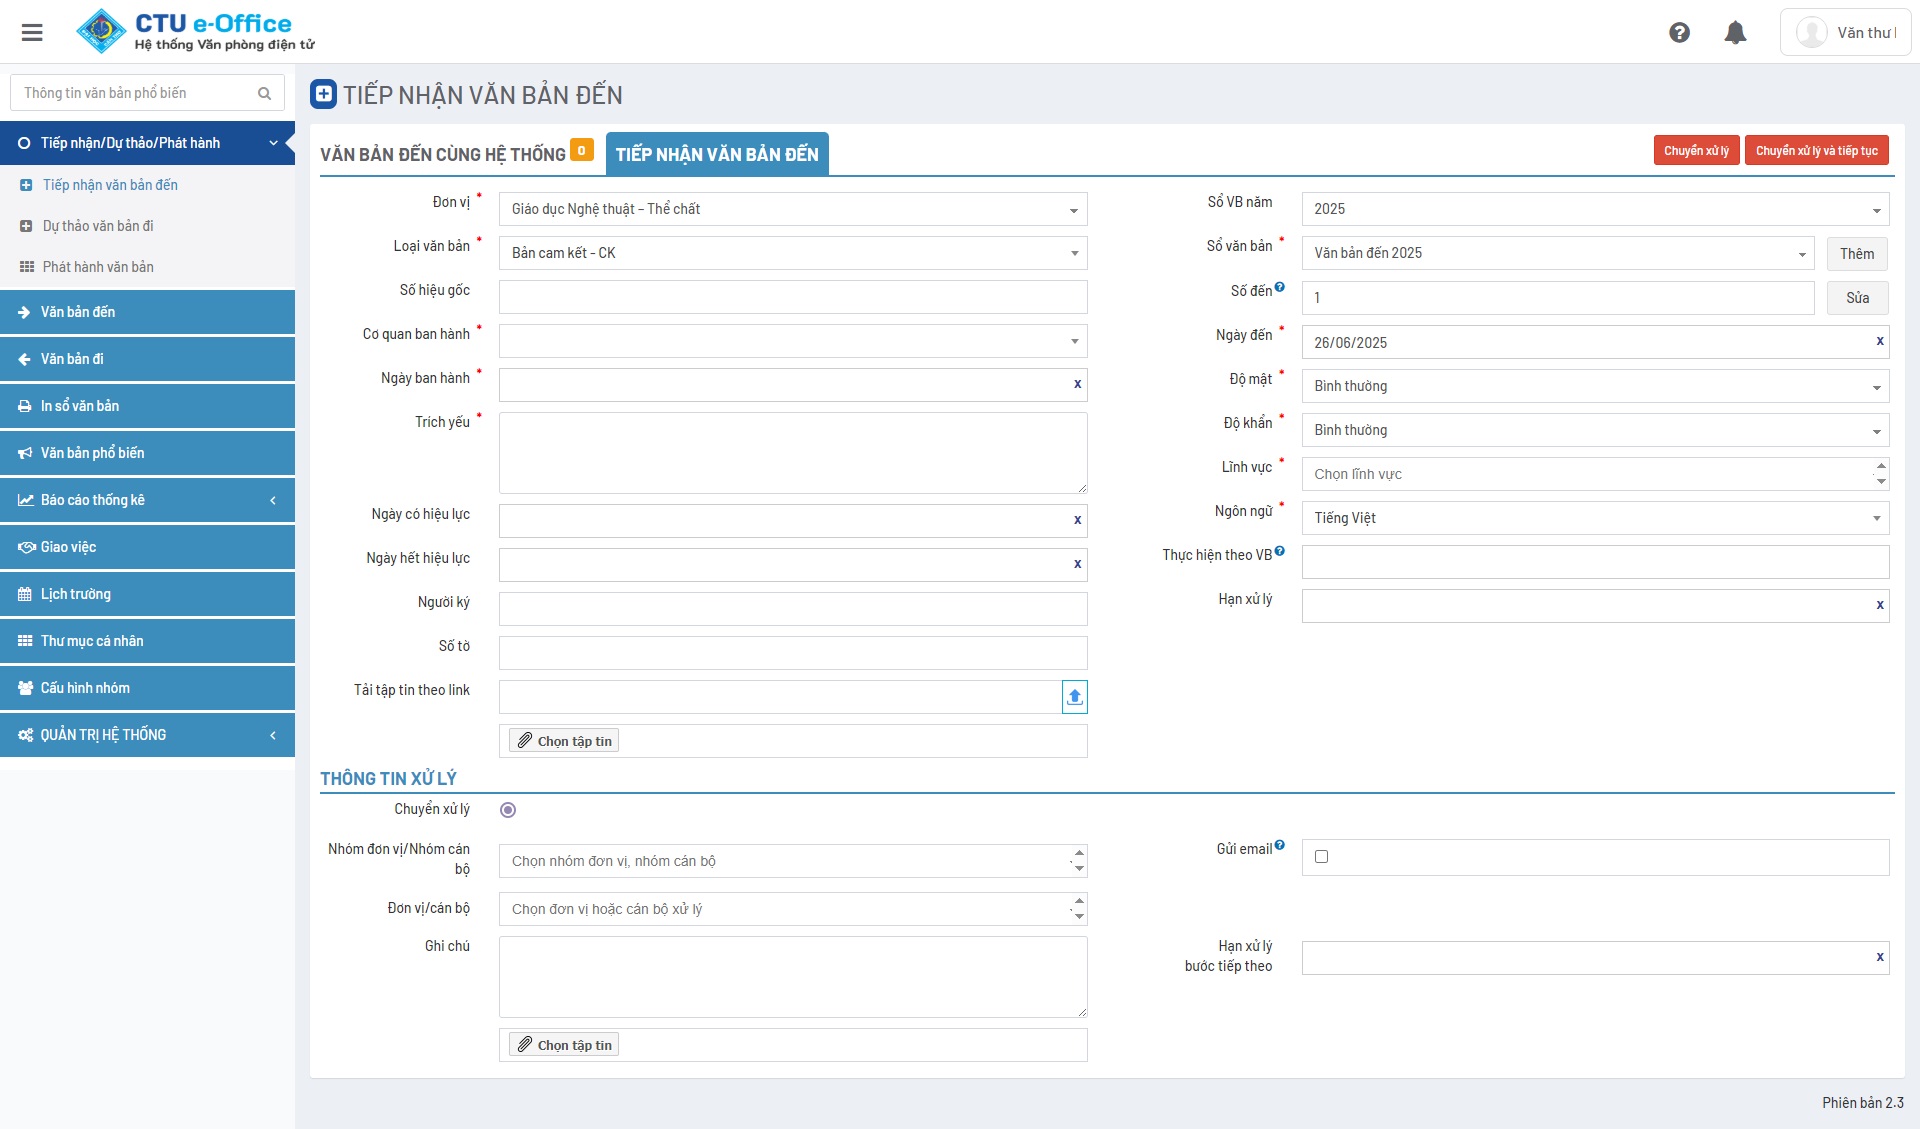 CTU e-Office
Hệ thống Văn phòng điện tử
Văn thư
Thông tin văn bản phổ biến
Tiếp nhận/Dự thảo/Phát hành
Tiếp nhận văn bản đến
Dự thảo văn bản đi
Phát hành văn bản
Văn bản đến
Văn bản đi
In sổ văn bản
Văn bản phổ biến
Báo cáo thống kê
Giao việc
Lịch trường
Thư mục cá nhân
Cấu hình nhóm
QUẢN TRỊ HỆ THỐNG
TIẾP NHẬN VĂN BẢN ĐẾN
VĂN BẢN ĐẾN CÙNG HỆ THỐNG 0
TIẾP NHẬN VĂN BẢN ĐẾN
Chuyển xử lý
Chuyển xử lý và tiếp tục
Đơn vị * Giáo dục Nghệ thuật – Thể chất
Sổ VB năm 2025
Loại văn bản * Bản cam kết - CK
Sổ văn bản * Văn bản đến 2025 Thêm
Số hiệu gốc
Số đến 1 Sửa
Cơ quan ban hành *
Ngày đến * 26/06/2025 x
Ngày ban hành * x
Độ mật * Bình thường
Trích yếu *
Độ khẩn * Bình thường
Lĩnh vực * Chọn lĩnh vực
Ngày có hiệu lực x
Ngôn ngữ * Tiếng Việt
Ngày hết hiệu lực x
Thực hiện theo VB
Người ký
Hạn xử lý x
Số tờ
Tải tập tin theo link
Chọn tập tin
THÔNG TIN XỬ LÝ
Chuyển xử lý
Nhóm đơn vị/Nhóm cán
bộ
Chọn nhóm đơn vị, nhóm cán bộ
Gửi email
Đơn vị/cán bộ Chọn đơn vị hoặc cán bộ xử lý
Ghi chú
Hạn xử lý
bước tiếp theo
x
Chọn tập tin
Phiên bản 2.3